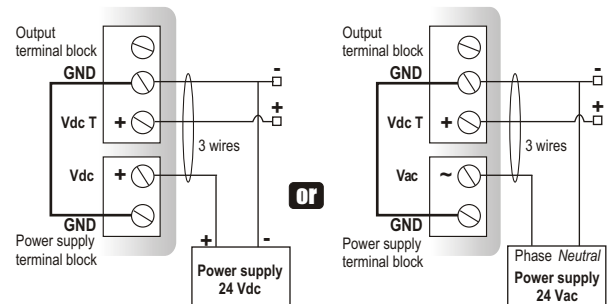 Output
terminal block
GND
-
Vdc T
+
+
3 wires
Vdc
+
GND
Power supply
terminal block
+
-
Power supply
24 Vdc
or
Output
terminal block
GND
-
+
Vdc T
+
3 wires
Vac
~
GND
Power supply
terminal block
Phase Neutral
Power supply
24 Vac